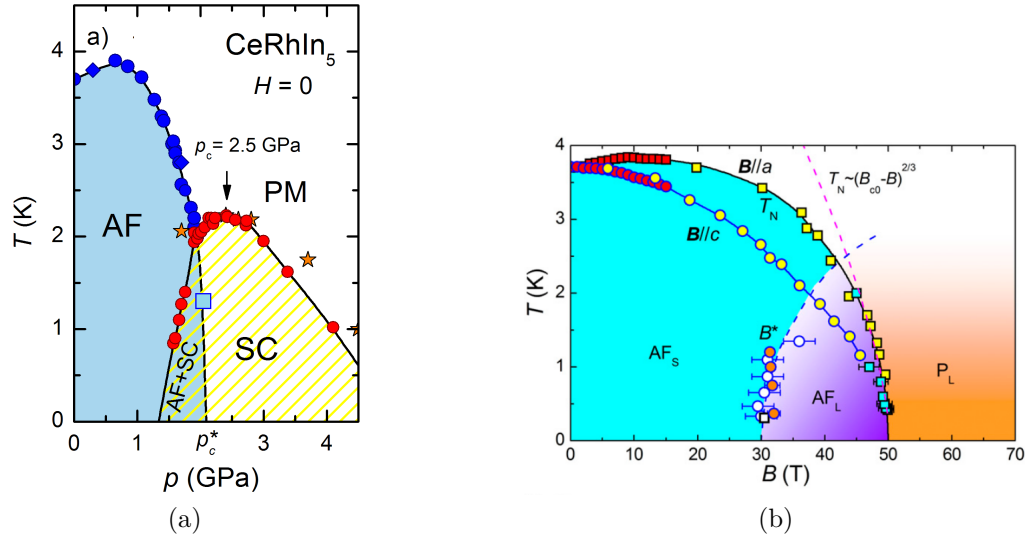 a)
CeRhIn5
H = 0
pc = 2.5 GPa
AF
PM
SC
AF+SC
T (K)
4
3
2
1
0
0
1
pc*
3
4
p (GPa)
(a)
B//a
TN~(Bc0-B)2/3
TN
B//c
B*
AFS
AFL
PL
T (K)
4
3
2
1
0
0
10
20
30
40
50
60
70
B (T)
(b)